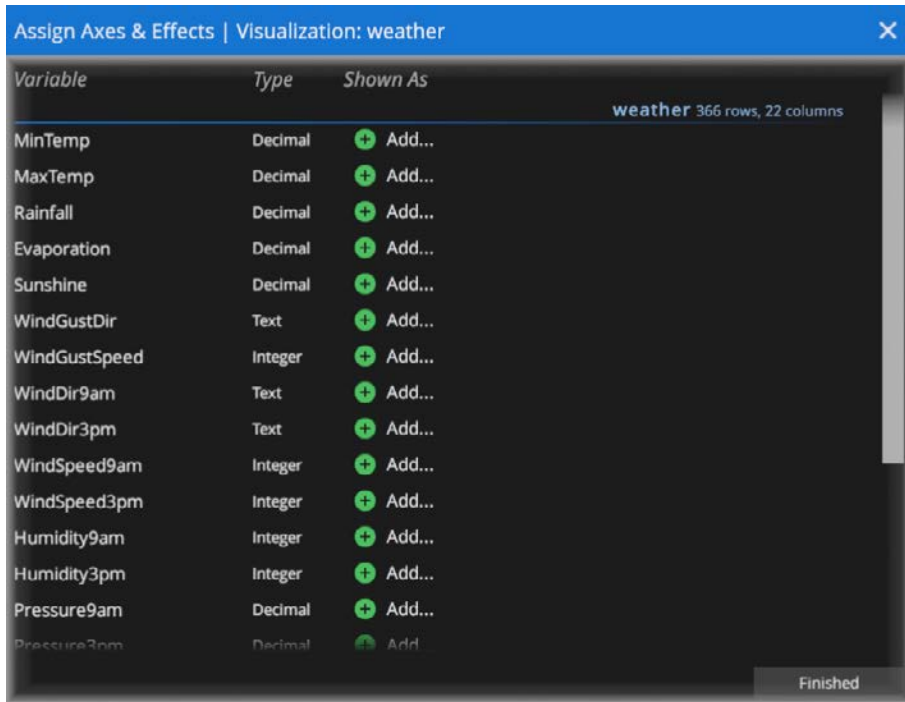 Assign Axes & Effects | Visualization: weather
Variable Type Shown As
weather 366 rows, 22 columns
MinTemp Decimal Add...
MaxTemp Decimal Add...
Rainfall Decimal Add...
Evaporation Decimal Add...
Sunshine Decimal Add...
WindGustDir Text Add...
WindGustSpeed Integer Add...
WindDir9am Text Add...
WindDir3pm Text Add...
WindSpeed9am Integer Add...
WindSpeed3pm Integer Add...
Humidity9am Integer Add...
Humidity3pm Integer Add...
Pressure9am Decimal Add...
Pressure3pm Decimal Add...
Finished